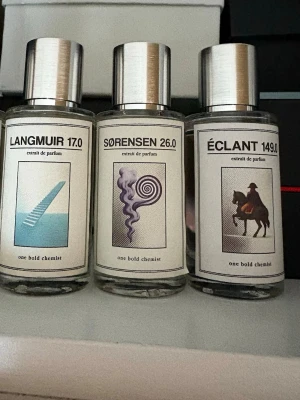 LANGMUIR 17.0
extrait de parfum
one bold chemist
SØRENSEN 26.0
extrait de parfum
one bold chemist
ÉCLANT 149.0
extrait de parfum
one bold chemist